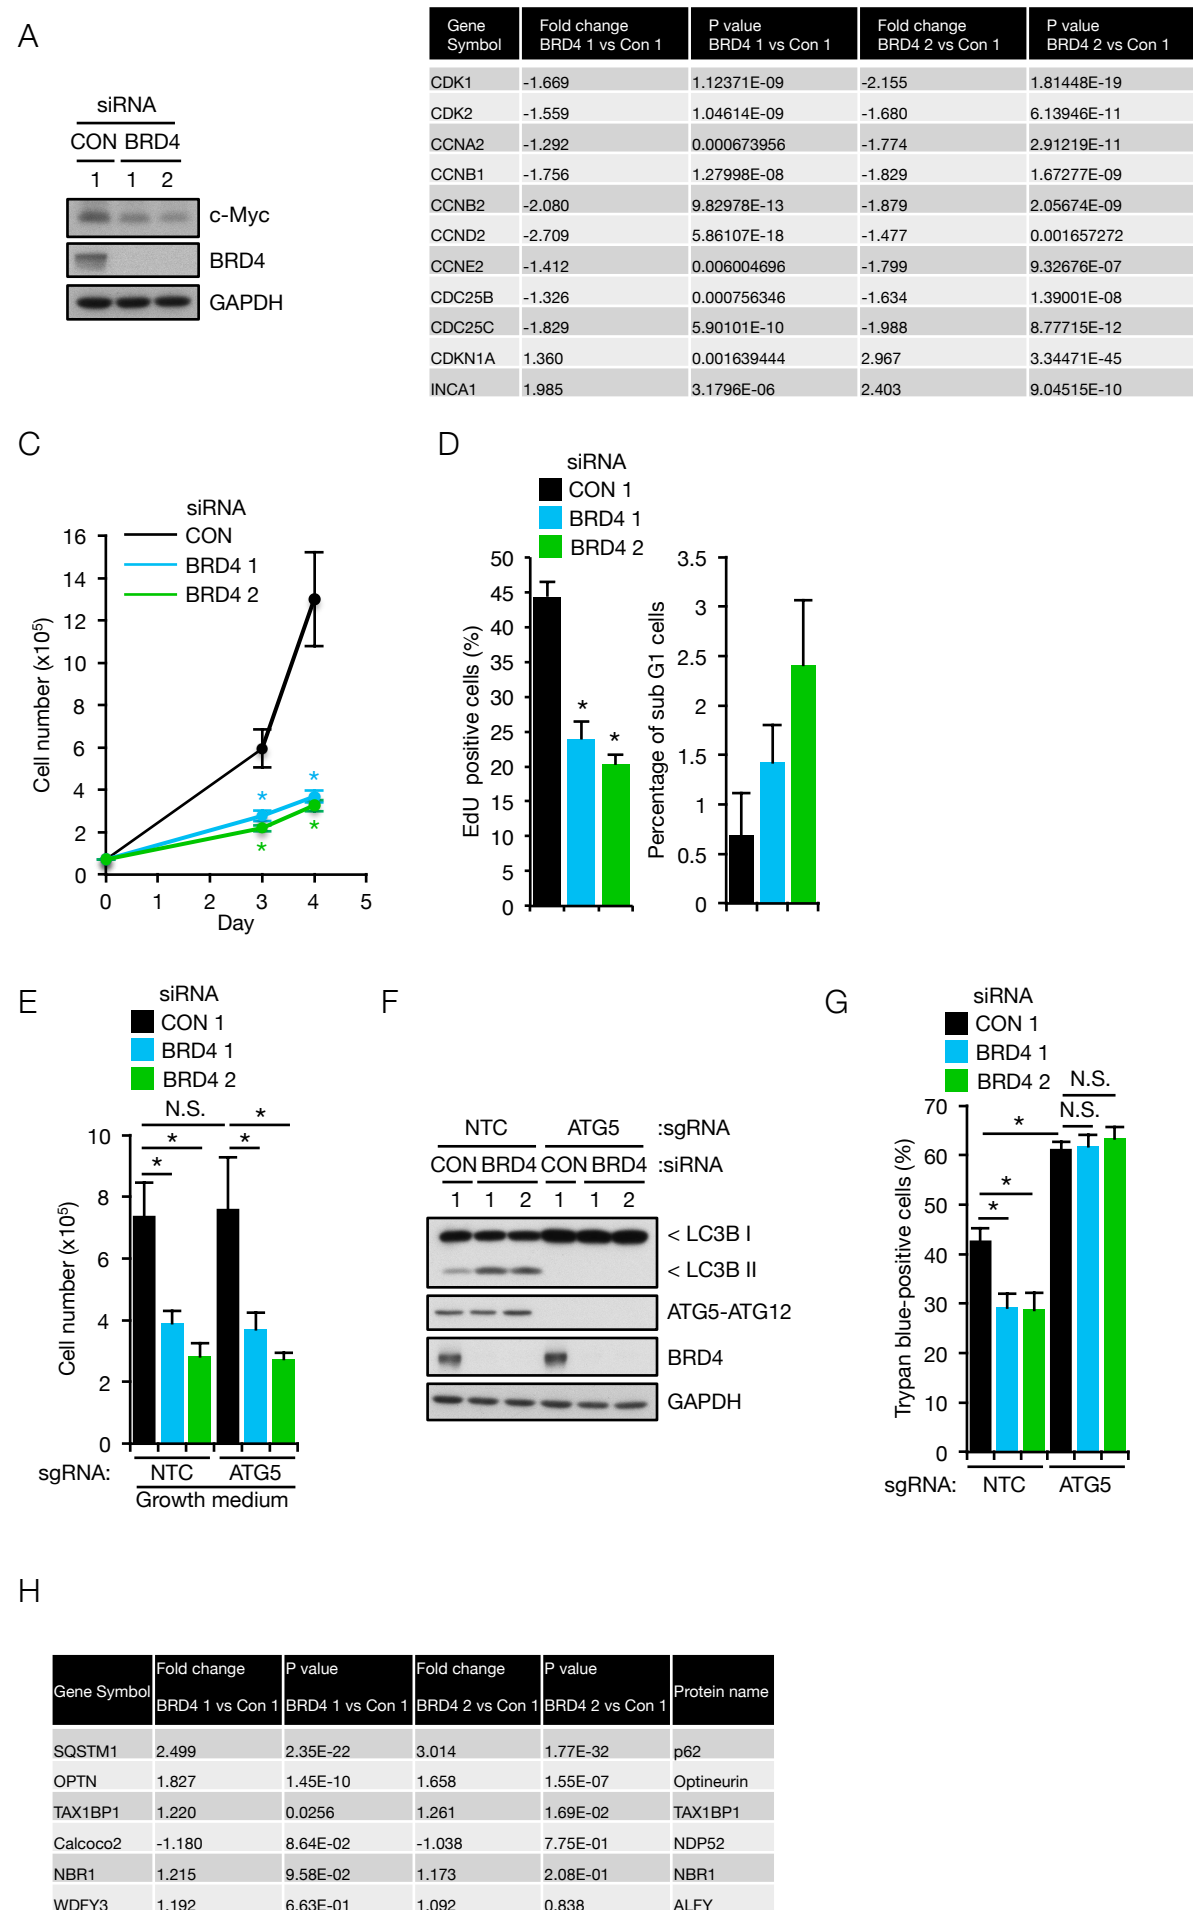 A
siRNA
CON BRD4
1 1 2
c-Myc
BRD4
GAPDH
Gene Symbol Fold change BRD4 1 vs Con 1 P value BRD4 1 vs Con 1 Fold change BRD4 2 vs Con 1 P value BRD4 2 vs Con 1
CDK1 -1.669 1.12371E-09 -2.155 1.81448E-19
CDK2 -1.559 1.04614E-09 -1.680 6.13946E-11
CCNA2 -1.292 0.000673956 -1.774 2.91219E-11
CCNB1 -1.756 1.27998E-08 -1.829 1.67277E-09
CCNB2 -2.080 9.82978E-13 -1.879 2.05674E-09
CCND2 -2.709 5.86107E-18 -1.477 0.001657272
CCNE2 -1.412 0.006004696 -1.799 9.32676E-07
CDC25B -1.326 0.000756346 -1.634 1.39001E-08
CDC25C -1.829 5.90101E-10 -1.988 8.77715E-12
CDKN1A 1.360 0.001639444 2.967 3.34471E-45
INCA1 1.985 3.1796E-06 2.403 9.04515E-10
C
siRNA
CON
BRD4 1
BRD4 2
Cell number (x10⁵)
16
14
12
10
8
6
4
2
0
* *
* *
0 1 2 3 4 5
Day
D
siRNA
CON 1
BRD4 1
BRD4 2
EdU positive cells (%)
50
45
40
35
30
25
20
15
10
5
0
* *
Percentage of sub G1 cells
3.5
3
2.5
2
1.5
1
0.5
0
E
siRNA
CON 1
BRD4 1
BRD4 2
N.S. *
* *
*
Cell number (x10⁵)
10
8
6
4
2
0
sgRNA: NTC ATG5
Growth medium
F
NTC ATG5 :sgRNA
CON BRD4 CON BRD4 :siRNA
1 1 2 1 1 2
< LC3B I
< LC3B II
ATG5-ATG12
BRD4
GAPDH
G
siRNA
CON 1
BRD4 1
BRD4 2
N.S.
* N.S.
*
*
Trypan blue-positive cells (%)
70
60
50
40
30
20
10
0
sgRNA: NTC ATG5
H
Gene Symbol Fold change BRD4 1 vs Con 1 P value BRD4 1 vs Con 1 Fold change BRD4 2 vs Con 1 P value BRD4 2 vs Con 1 Protein name
SQSTM1 2.499 2.35E-22 3.014 1.77E-32 p62
OPTN 1.827 1.45E-10 1.658 1.55E-07 Optineurin
TAX1BP1 1.220 0.0256 1.261 1.69E-02 TAX1BP1
Calcoco2 -1.180 8.64E-02 -1.038 7.75E-01 NDP52
NBR1 1.215 9.58E-02 1.173 2.08E-01 NBR1
WDFY3 1.192 6.63E-01 1.092 0.838 ALFY